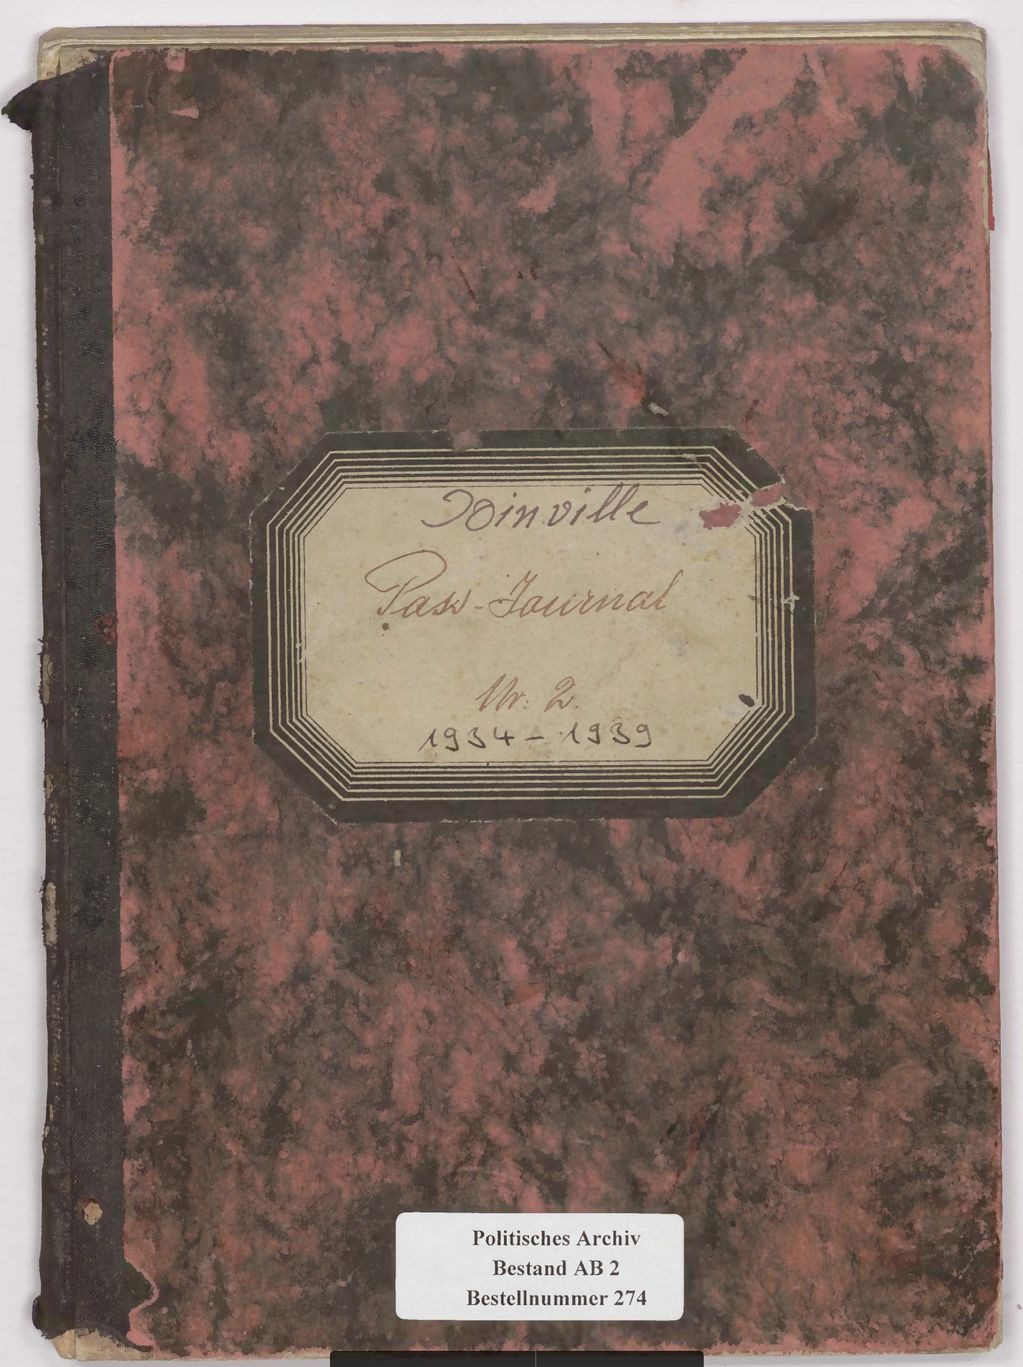 Joinville
Pass-Journal
Nr. 2.
1934 - 1939
Politisches Archiv
Bestand AB 2
Bestellnummer 274